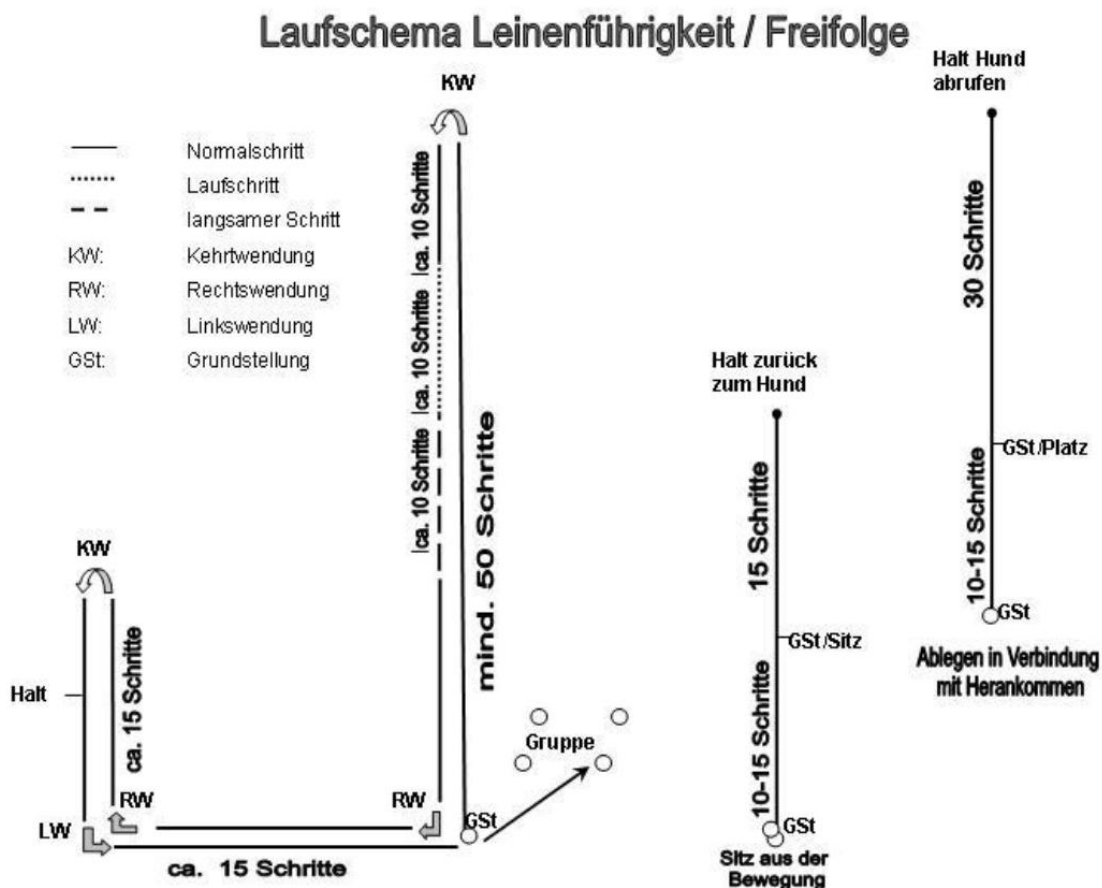 Laufschema Leinenführigkeit / Freifolge
KW
Normalschritt
Laufschritt
langsamer Schritt
KW: Kehrtwendung
RW: Rechtswendung
LW: Linkswendung
GSt: Grundstellung
ca. 10 Schritte
ca. 10 Schritte
ca. 10 Schritte
mind. 50 Schritte
KW
Halt
ca. 15 Schritte
RW
LW
RW
GSt
ca. 15 Schritte
Gruppe
Halt zurück
zum Hund
15 Schritte
GSt/Sitz
10-15 Schritte
GSt
Sitz aus der
Bewegung
Halt Hund
abrufen
30 Schritte
GSt/Platz
10-15 Schritte
GSt
Ablegen in Verbindung
mit Herankommen